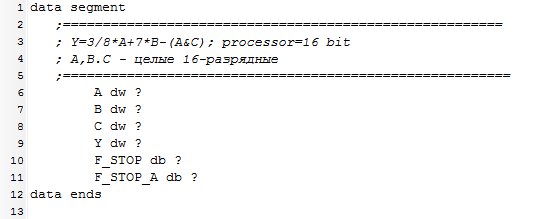 1 data segment
2 ;=======================================================
3 ; Y=3/8*A+7*B-(A&C); processor=16 bit
4 ; A,B.C - целые 16-разрядные
5 ;========================================================
6 A dw ?
7 B dw ?
8 C dw ?
9 Y dw ?
10 F_STOP db ?
11 F_STOP_A db ?
12 data ends
13